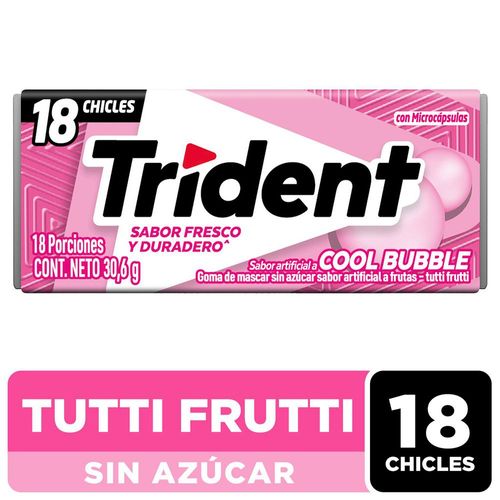 18 CHICLES
con Microcápsulas
Trident
SABOR FRESCO
Y DURADERO^
18 Porciones
CONT. NETO 30,6 g
Sabor artificial a COOL BUBBLE
Goma de mascar sin azúcar sabor artificial a frutas - tutti frutti
TUTTI FRUTTI
SIN AZÚCAR
18
CHICLES